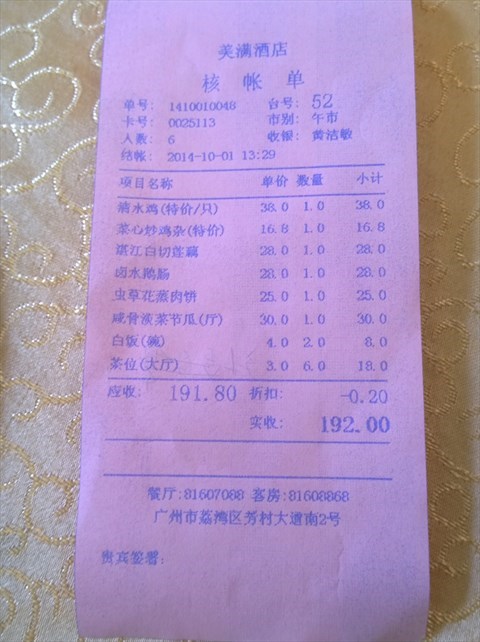 美满酒店
核 帐 单
单号: 1410010048 台号: 52
卡号: 0025113 市别: 午市
人数: 6 收银: 黄洁敏
结帐: 2014-10-01 13:29
项目名称 单价 数量 小计
清水鸡(特价/只) 38.0 1.0 38.0
菜心炒鸡杂(特价) 16.8 1.0 16.8
湛江白切莲藕 28.0 1.0 28.0
卤水鹅肠 28.0 1.0 28.0
虫草花蒸肉饼 25.0 1.0 25.0
咸骨滚菜节瓜(厅) 30.0 1.0 30.0
白饭(碗) 4.0 2.0 8.0
茶位(大厅) 3.0 6.0 18.0
应收: 191.80 折扣: -0.20
实收: 192.00
餐厅:81607088 客房:81608868
广州市荔湾区芳村大道南2号
贵宾签署: